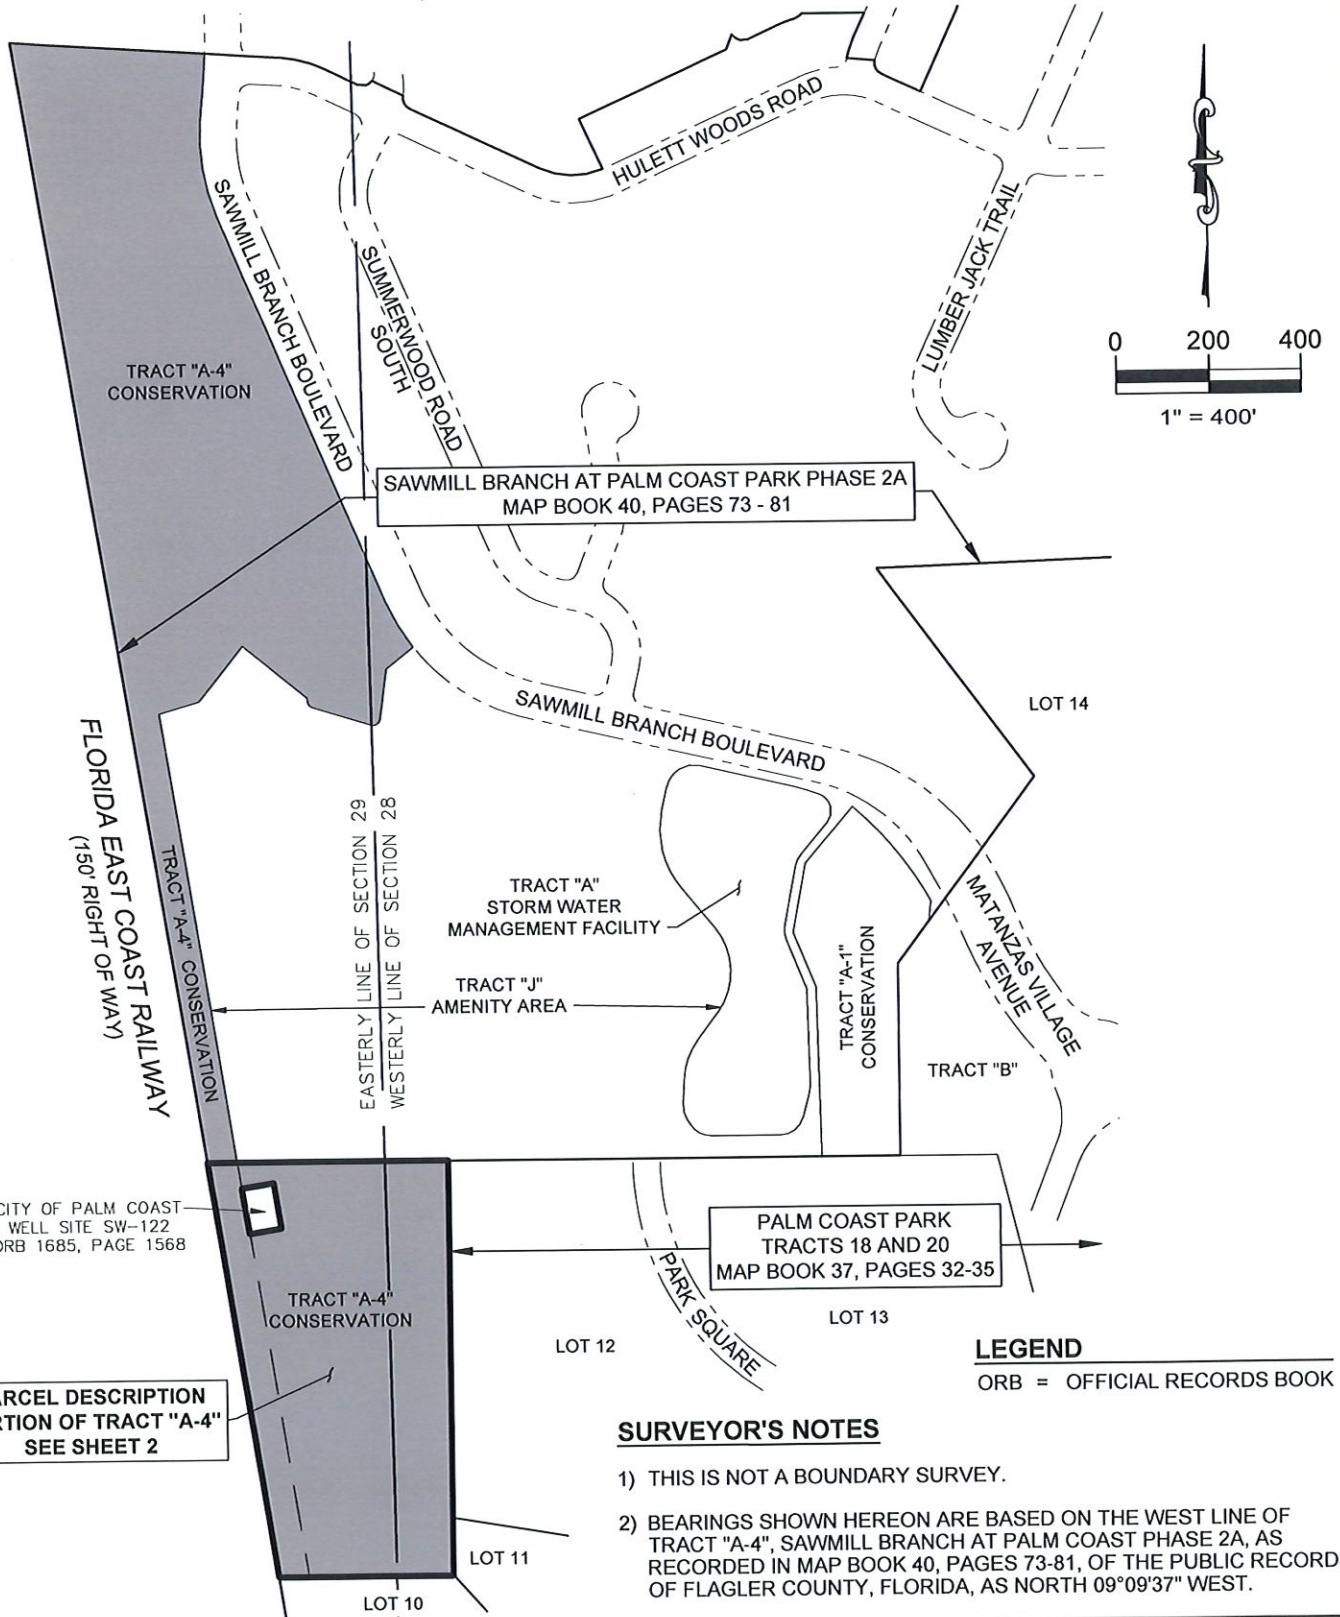 HULETT WOODS ROAD
SAWMILL BRANCH BOULEVARD
SUMMERWOOD ROAD
SOUTH
LUMBER JACK TRAIL
0 200 400
1" = 400'
TRACT "A-4"
CONSERVATION
SAWMILL BRANCH AT PALM COAST PARK PHASE 2A
MAP BOOK 40, PAGES 73 - 81
LOT 14
SAWMILL BRANCH BOULEVARD
FLORIDA EAST COAST RAILWAY
(150' RIGHT OF WAY)
TRACT "A-4" CONSERVATION
EASTERLY LINE OF SECTION 29
WESTERLY LINE OF SECTION 28
TRACT "A"
STORM WATER
MANAGEMENT FACILITY
TRACT "J"
AMENITY AREA
TRACT "A-1"
CONSERVATION
MATANZAS VILLAGE
AVENUE
TRACT "B"
CITY OF PALM COAST
WELL SITE SW-122
ORB 1685, PAGE 1568
PALM COAST PARK
TRACTS 18 AND 20
MAP BOOK 37, PAGES 32-35
PARK SQUARE
TRACT "A-4"
CONSERVATION
LOT 12
LOT 13
ARCEL DESCRIPTION
RTION OF TRACT "A-4"
SEE SHEET 2
LEGEND
ORB = OFFICIAL RECORDS BOOK
SURVEYOR'S NOTES
1) THIS IS NOT A BOUNDARY SURVEY.
2) BEARINGS SHOWN HEREON ARE BASED ON THE WEST LINE OF
TRACT "A-4", SAWMILL BRANCH AT PALM COAST PHASE 2A, AS
RECORDED IN MAP BOOK 40, PAGES 73-81, OF THE PUBLIC RECORD
OF FLAGLER COUNTY, FLORIDA, AS NORTH 09°09'37" WEST.
LOT 11
LOT 10